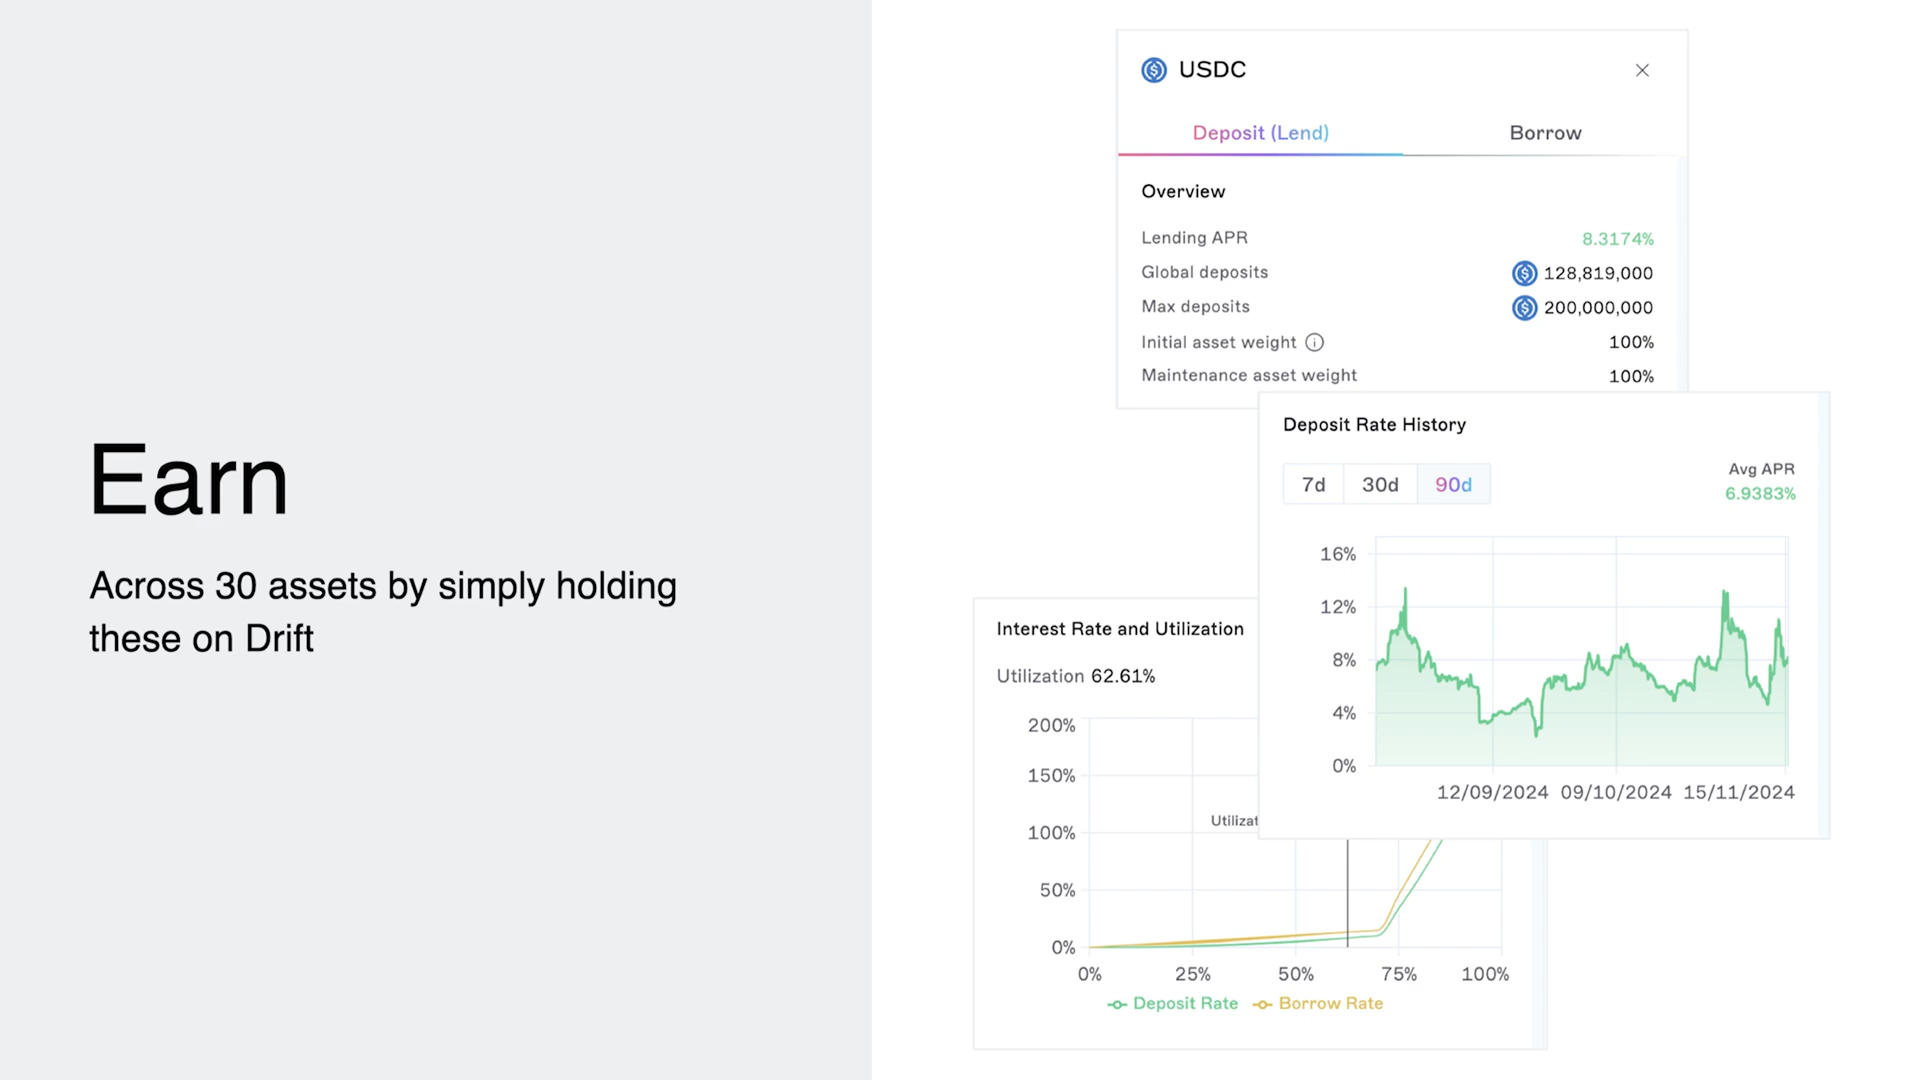 Earn
Across 30 assets by simply holding
these on Drift
USDC
Deposit (Lend)
Borrow
Overview
Lending APR 8.3174%
Global deposits 128,819,000
Max deposits 200,000,000
Initial asset weight 100%
Maintenance asset weight 100%
Deposit Rate History
7d 30d 90d
Avg APR
6.9383%
16%
12%
8%
4%
0%
12/09/2024 09/10/2024 15/11/2024
Interest Rate and Utilization
Utilization 62.61%
200%
150%
Utilizat
100%
50%
0%
0% 25% 50% 75% 100%
Deposit Rate Borrow Rate